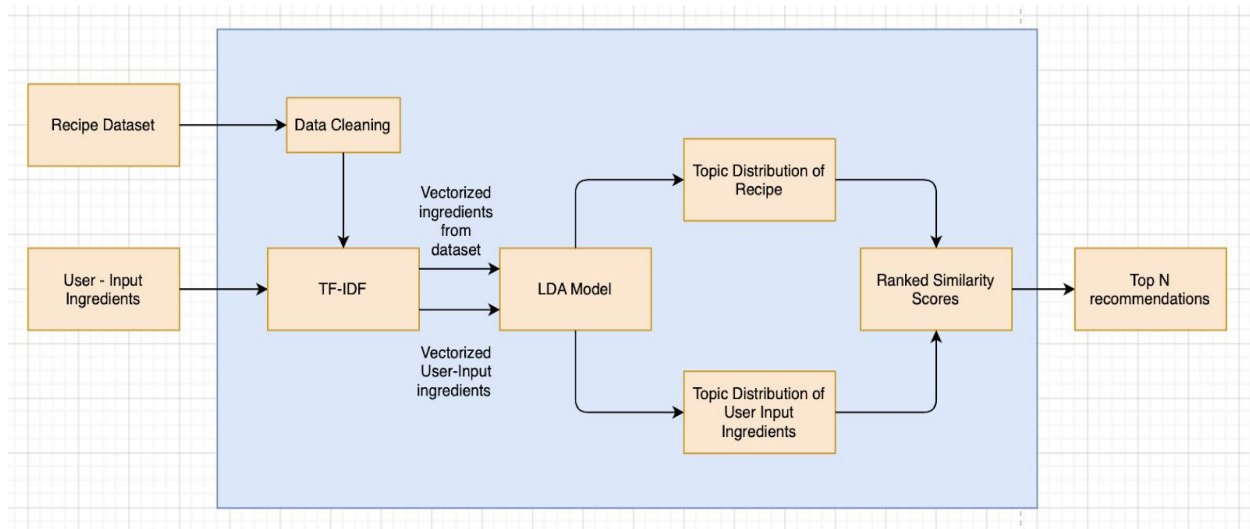 Recipe Dataset
Data Cleaning
User - Input
Ingredients
TF-IDF
Vectorized
ingredients
from
dataset
Vectorized
User-Input
ingredients
LDA Model
Topic Distribution of
Recipe
Topic Distribution of
User Input
Ingredients
Ranked Similarity
Scores
Top N
recommendations